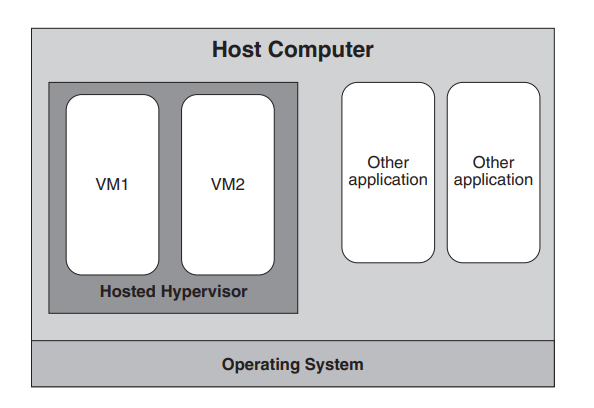 Host Computer
VM1
VM2
Other
application
Other
application
Hosted Hypervisor
Operating System